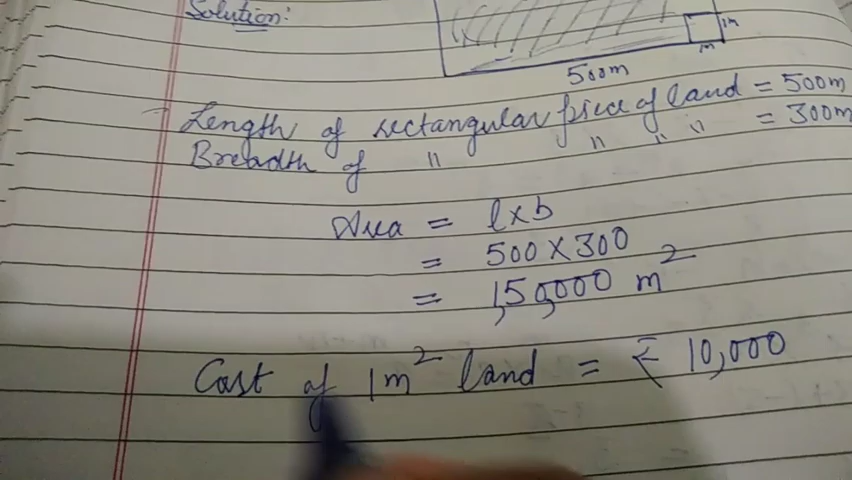 Solution:
1m
m
500m
Length of rectangular piece of land = 500m
Breadth of " " " " = 300m
Area = l×b
= 500×300
= 1,50,000 m²
Cost of 1m² land = ₹ 10,000